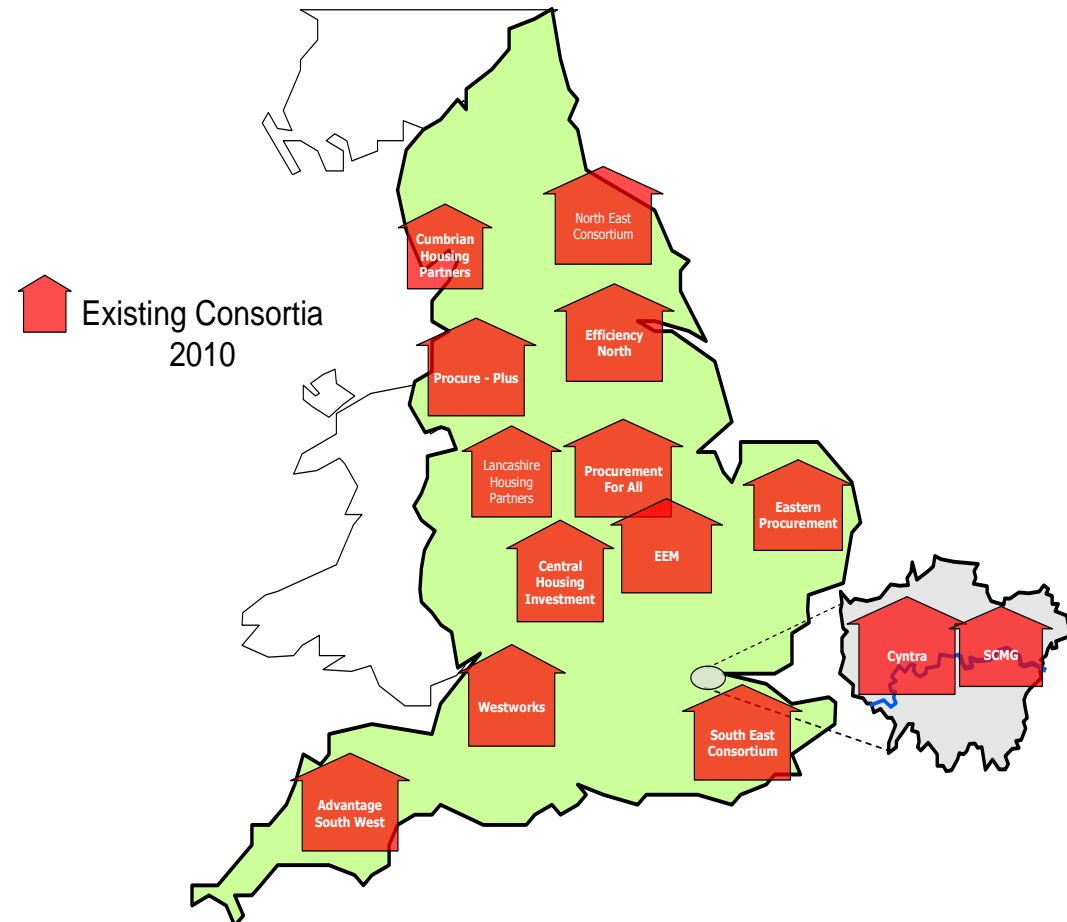 North East
Consortium
Cumbrian
Housing
Partners
Existing Consortia
2010
Efficiency
North
Procure - Plus
Lancashire
Housing
Partners
Procurement
For All
Eastern
Procurement
EEM
Central
Housing
Investment
Cyntra
SCMG
Westworks
South East
Consortium
Advantage
South West